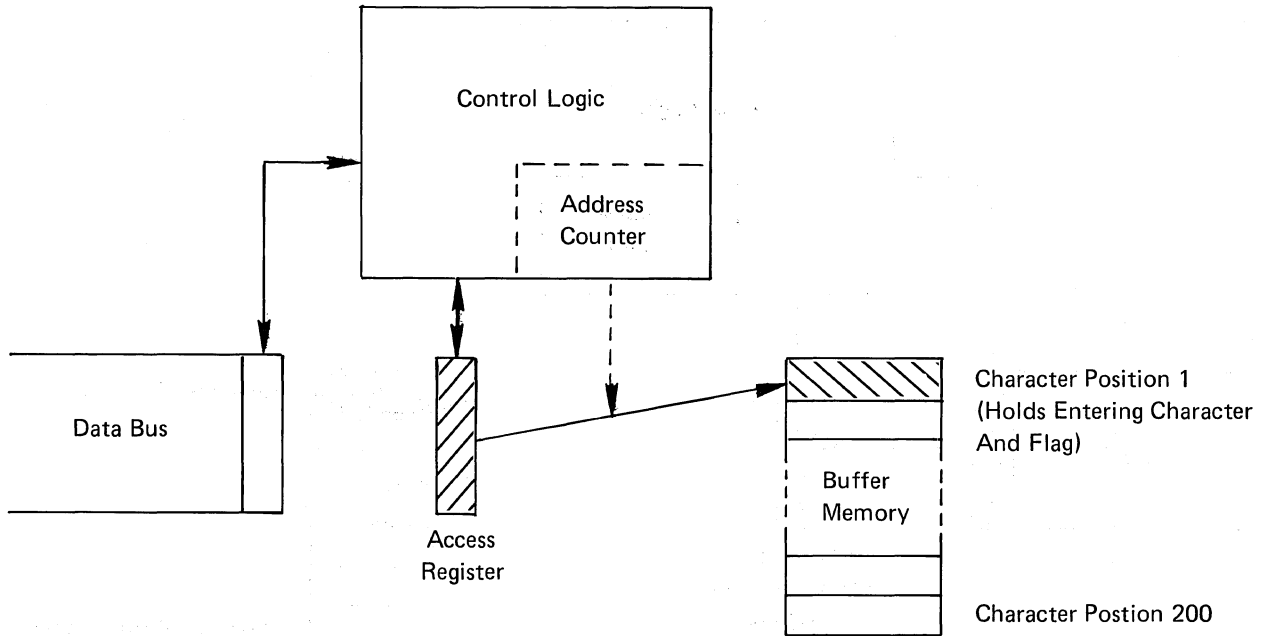 Control Logic
Address
Counter
Data Bus
Access
Register
Character Position 1
(Holds Entering Character
And Flag)
Buffer
Memory
Character Postion 200